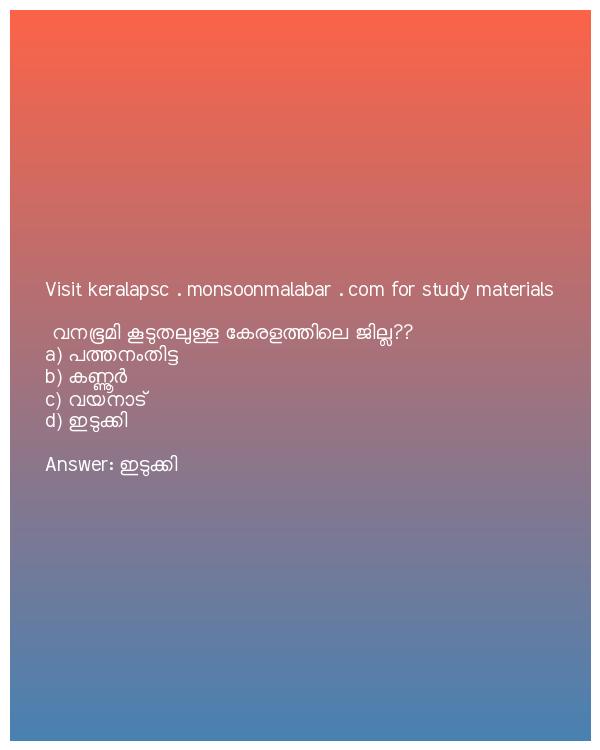 Visit keralapsc . monsoonmalabar . com for study materials
വനഭൂമി കൂടുതലുള്ള കേരളത്തിലെ ജില്ല??
a) പത്തനംതിട്ട
b) കണ്ണൂർ
c) വയനാട്
d) ഇടുക്കി
Answer: ഇടുക്കി